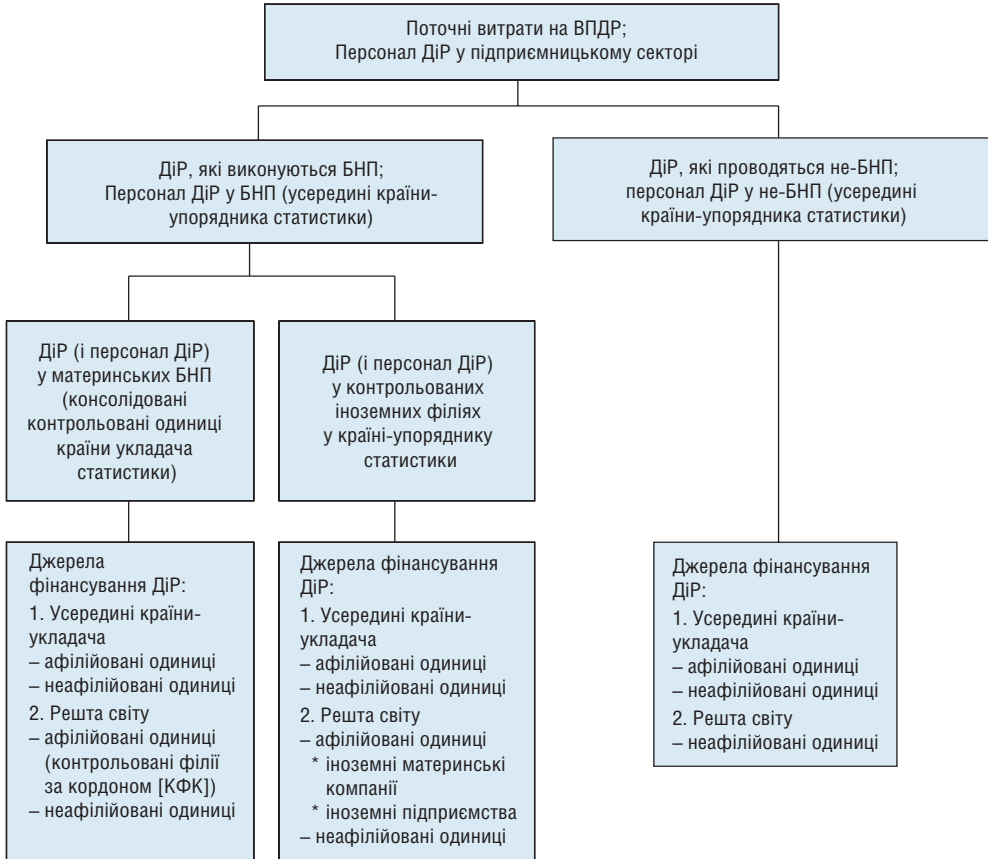 Поточні витрати на ВПДР;
Персонал ДіР у підприємницькому секторі
ДіР, які виконуються БНП;
Персонал ДіР у БНП (усередині країни-
упорядника статистики)
ДіР, які проводяться не-БНП;
персонал ДіР у не-БНП (усередині
країни-упорядника статистики)
ДіР (і персонал ДіР)
у материнських БНП
(консолідовані
контрольовані одиниці
країни укладача
статистики)
ДіР (і персонал ДіР)
у контрольованих
іноземних філіях
у країні-упоряднику
статистики
Джерела
фінансування ДіР:
1. Усередині країни-
укладача
– афілійовані одиниці
– неафілійовані одиниці
2. Решта світу
– афілійовані одиниці
(контрольовані філії
за кордоном [КФК])
– неафілійовані одиниці
Джерела фінансування
ДіР:
1. Усередині країни-
укладача
– афілійовані одиниці
– неафілійовані одиниці
2. Решта світу
– афілійовані одиниці
* іноземні материнські
компанії
* іноземні підприємства
– неафілійовані одиниці
Джерела фінансування
ДіР:
1. Усередині країни-
укладача
– афілійовані одиниці
– неафілійовані одиниці
2. Решта світу
– неафілійовані одиниці